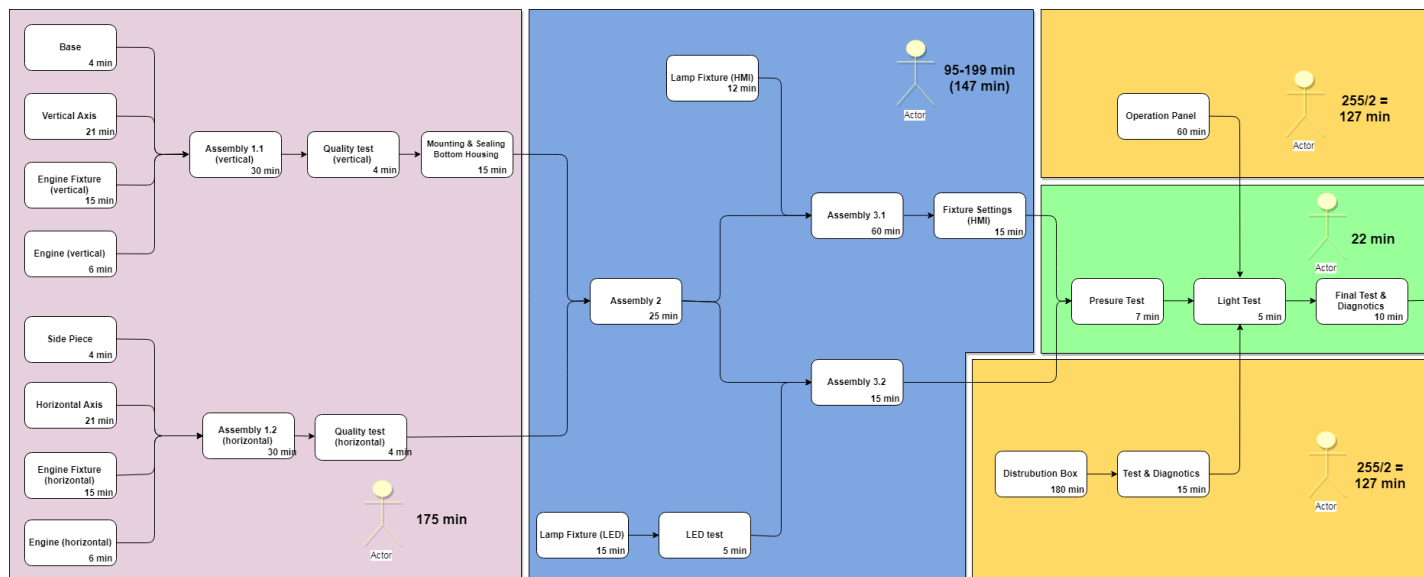 Base
4 min
Vertical Axis
21 min
Engine Fixture
(vertical)
15 min
Engine (vertical)
6 min
Assembly 1.1
(vertical)
30 min
Quality test
(vertical)
4 min
Mounting & Sealing
Bottom Housing
15 min
Side Piece
4 min
Horizontal Axis
21 min
Engine Fixture
(horizontal)
15 min
Engine (horizontal)
6 min
Assembly 1.2
(horizontal)
30 min
Quality test
(horizontal)
4 min
Actor
175 min
Lamp Fixture (HMI)
12 min
Actor
95-199 min
(147 min)
Assembly 2
25 min
Assembly 3.1
60 min
Fixture Settings
(HMI)
15 min
Assembly 3.2
15 min
Lamp Fixture (LED)
15 min
LED test
5 min
Operation Panel
60 min
Actor
255/2 =
127 min
Actor
22 min
Presure Test
7 min
Light Test
5 min
Final Test &
Diagnotics
10 min
Distrubution Box
180 min
Test & Diagnotics
15 min
Actor
255/2 =
127 min